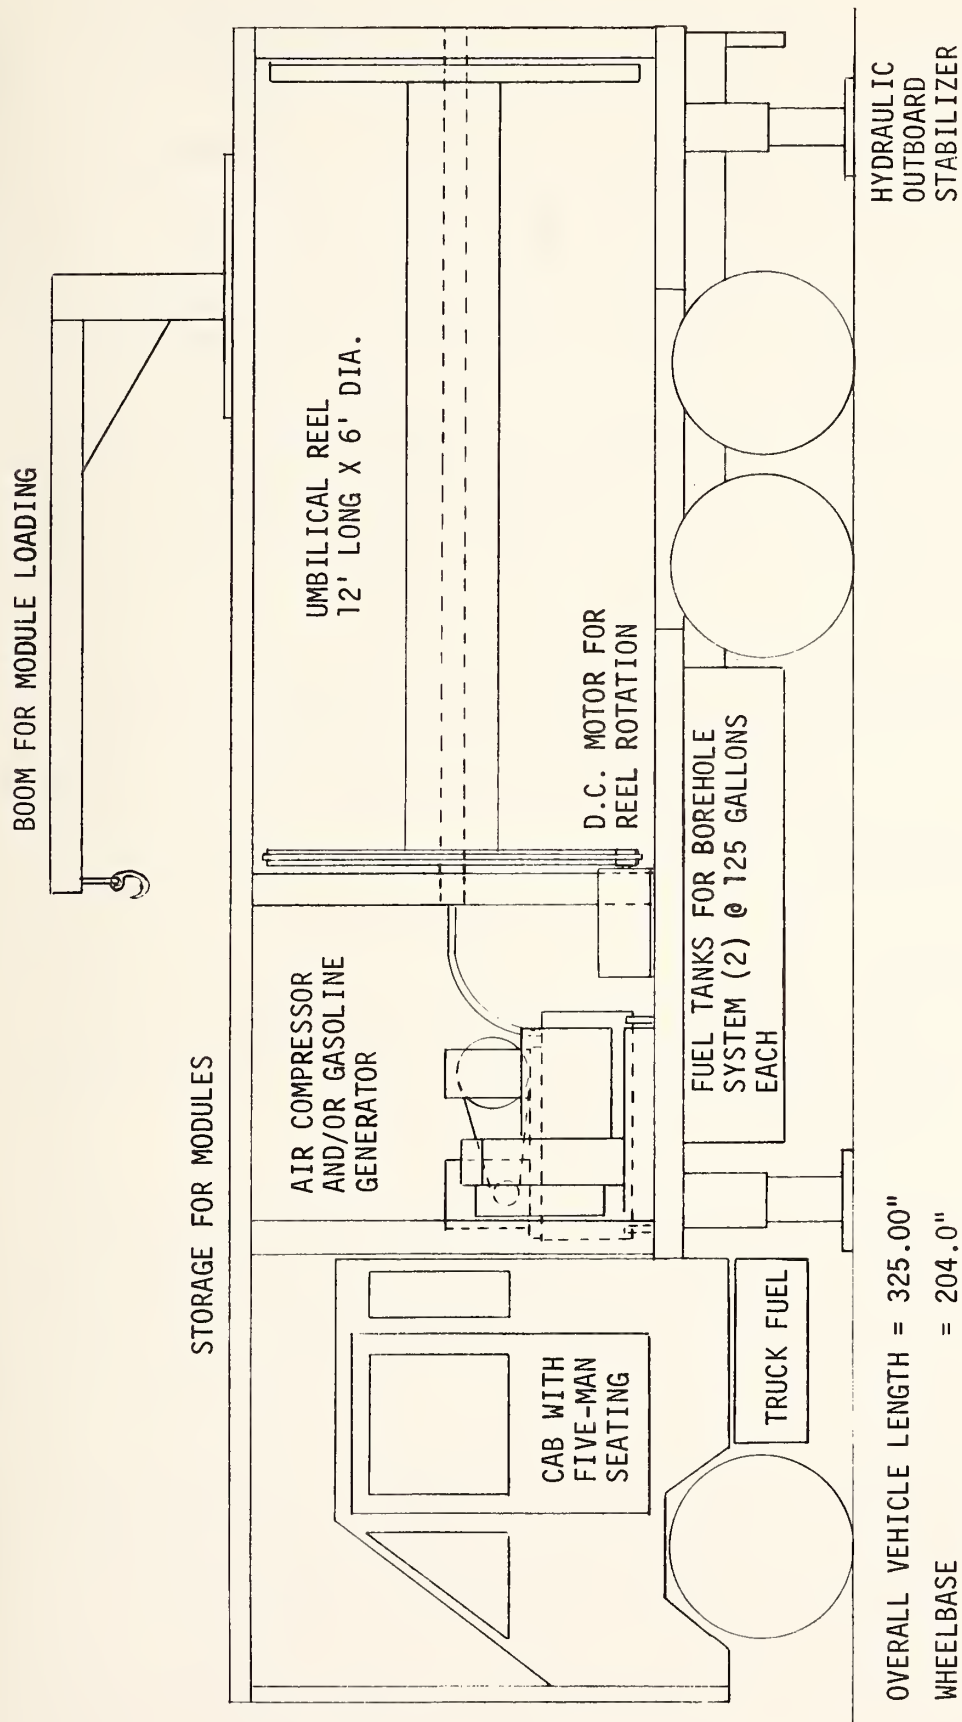 BOOM FOR MODULE LOADING
STORAGE FOR MODULES
UMBILICAL REEL
12' LONG X 6' DIA.
AIR COMPRESSOR
AND/OR GASOLINE
GENERATOR
D.C. MOTOR FOR
REEL ROTATION
CAB WITH
FIVE-MAN
SEATING
FUEL TANKS FOR BOREHOLE
SYSTEM (2) @ 125 GALLONS
EACH
TRUCK FUEL
HYDRAULIC
OUTBOARD
STABILIZER
OVERALL VEHICLE LENGTH = 325.00"
WHEELBASE = 204.0"